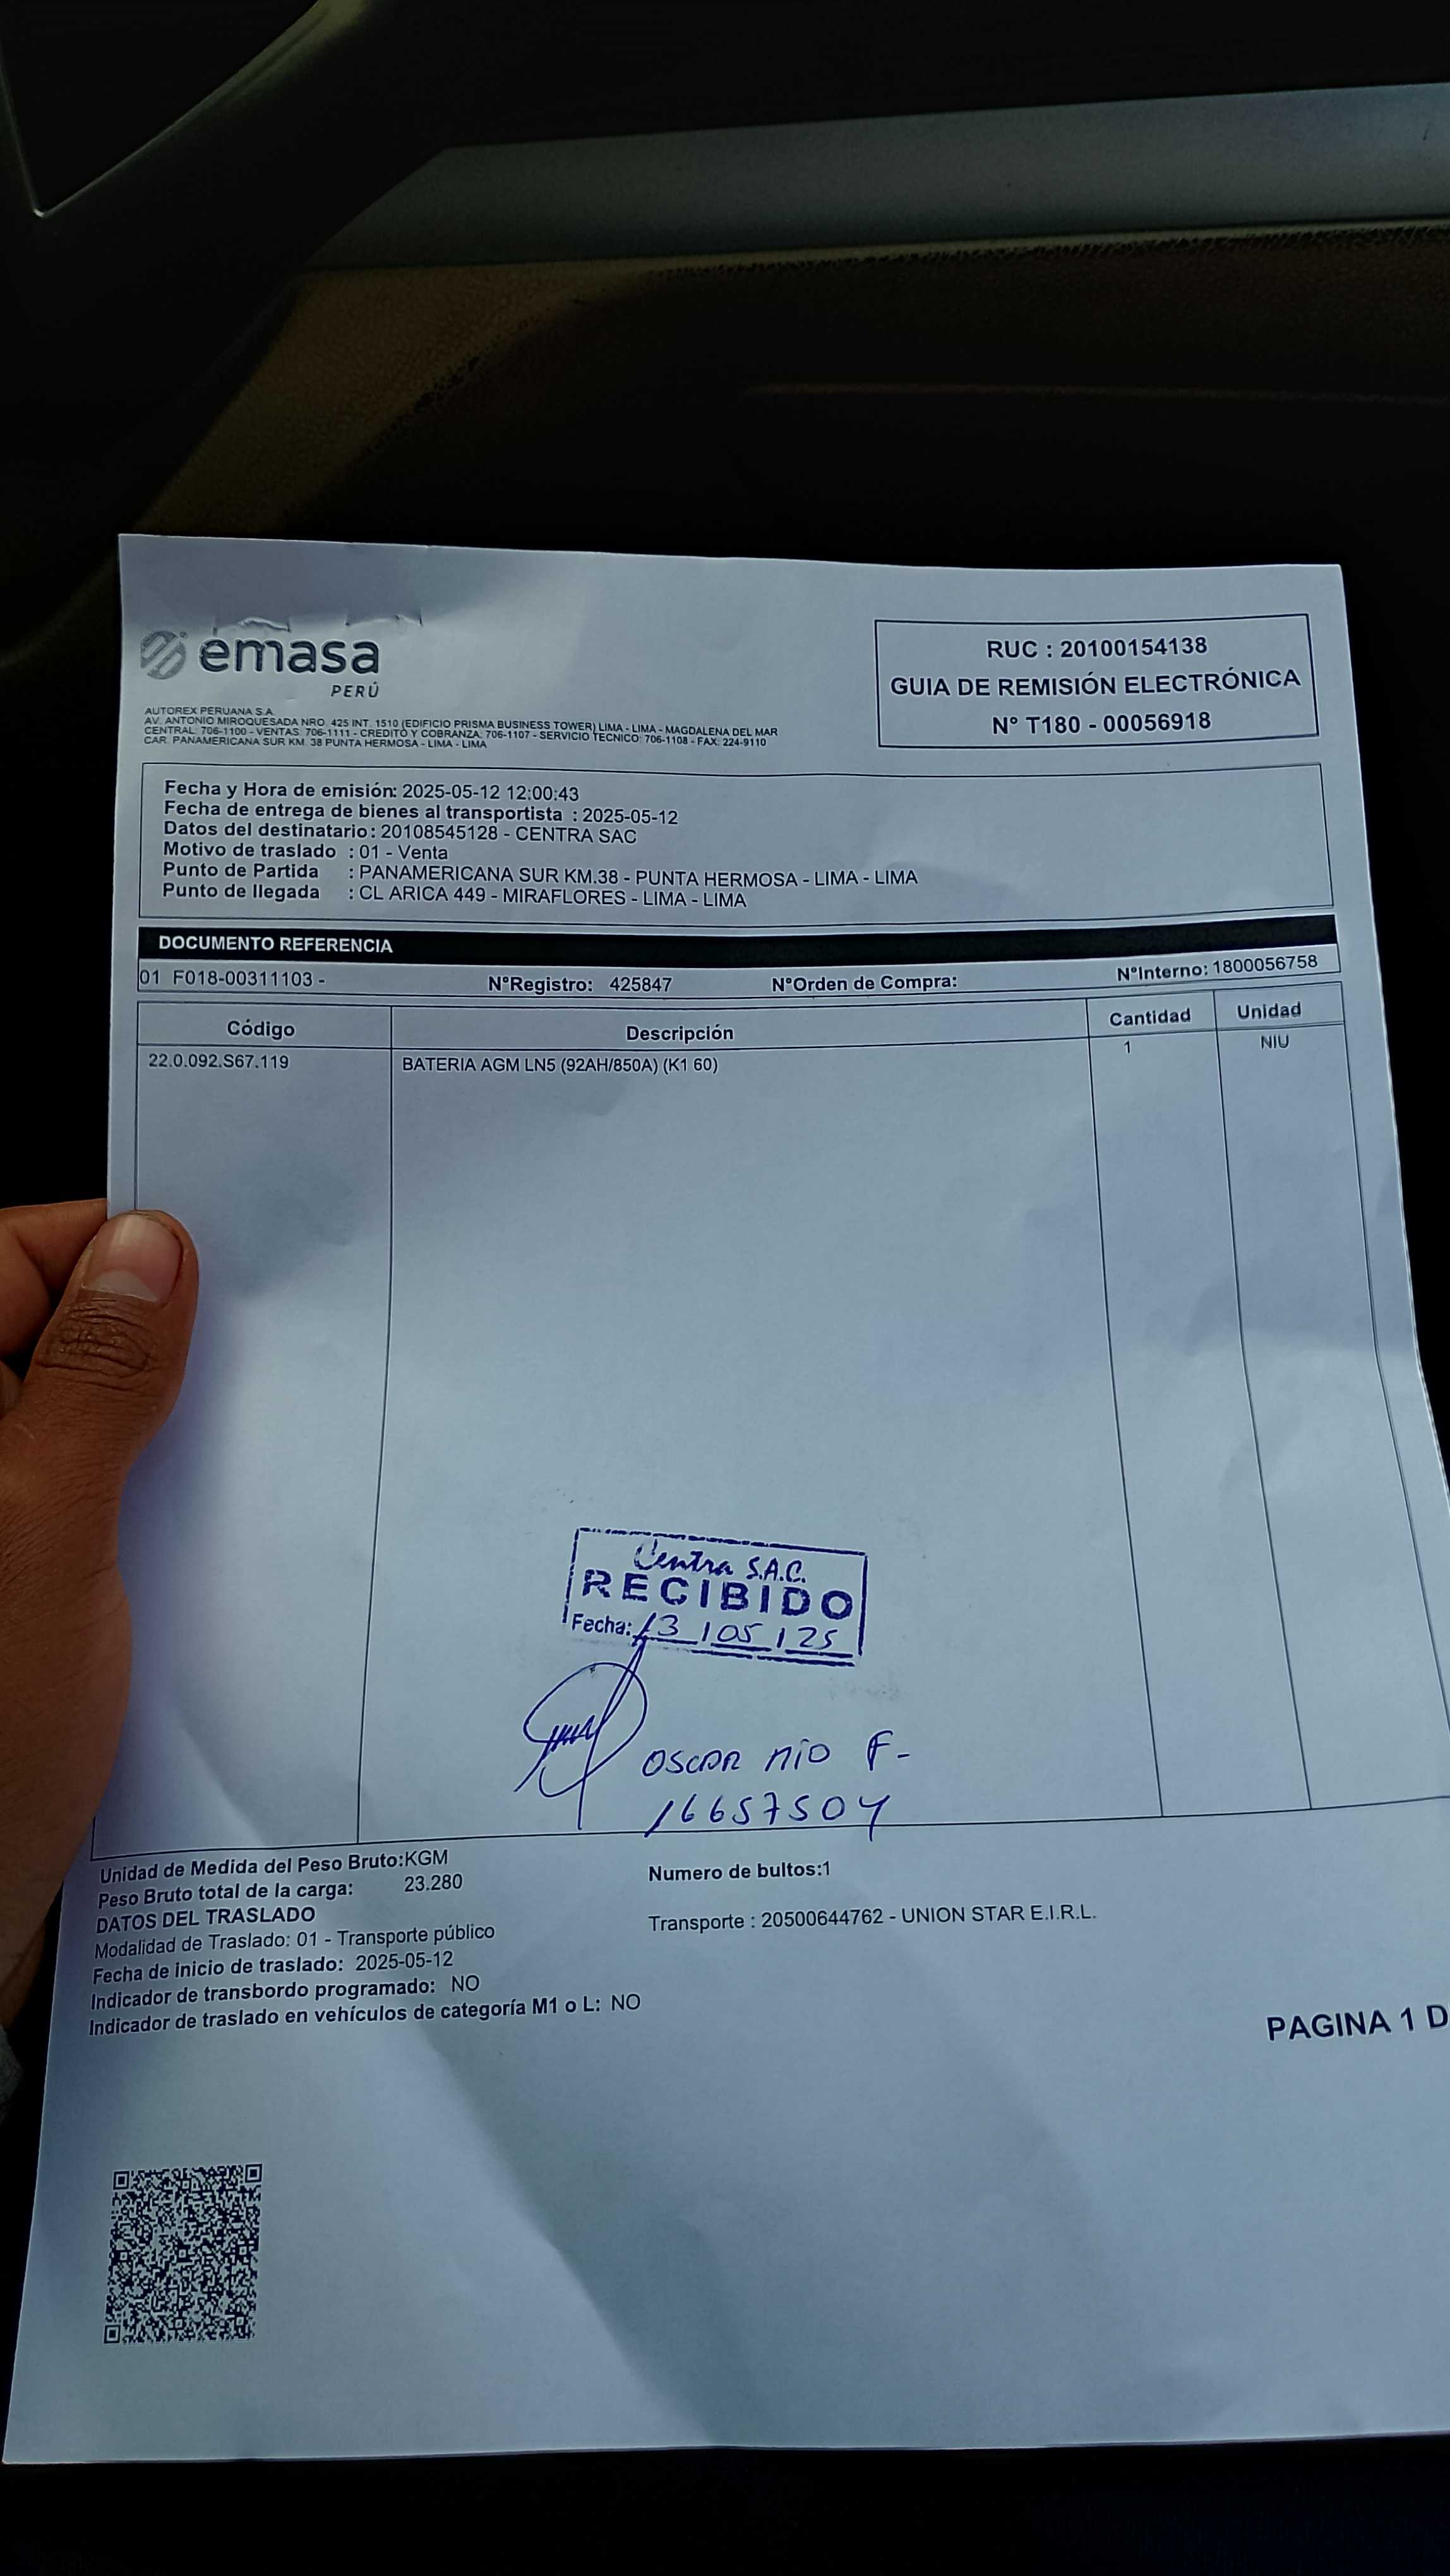 emasa
PERÚ
AUTOREX PERUANA S.A.
AV. ANTONIO MIROQUESADA NRO. 425 INT. 1510 (EDIFICIO PRISMA BUSINESS TOWER) LIMA - LIMA - MAGDALENA DEL MAR
CENTRAL: 706-1100 - VENTAS: 706-1111 - CREDITO Y COBRANZA: 706-1107 - SERVICIO TECNICO: 706-1108 - FAX: 224-9110
CAR. PANAMERICANA SUR KM. 38 PUNTA HERMOSA - LIMA - LIMA
RUC : 20100154138
GUIA DE REMISIÓN ELECTRÓNICA
N° T180 - 00056918
Fecha y Hora de emisión: 2025-05-12 12:00:43
Fecha de entrega de bienes al transportista : 2025-05-12
Datos del destinatario : 20108545128 - CENTRA SAC
Motivo de traslado : 01 - Venta
Punto de Partida : PANAMERICANA SUR KM.38 - PUNTA HERMOSA - LIMA - LIMA
Punto de llegada : CL ARICA 449 - MIRAFLORES - LIMA - LIMA
DOCUMENTO REFERENCIA
01 F018-00311103 - N°Registro: 425847 N°Orden de Compra: N°Interno: 1800056758
Código Descripción Cantidad Unidad
22.0.092.S67.119 BATERIA AGM LN5 (92AH/850A) (K1 60) 1 NIU
Centra S.A.C.
RECIBIDO
Fecha: 13 / 05 / 25
OSCAR MIO F-
16657504
Unidad de Medida del Peso Bruto:KGM
Peso Bruto total de la carga: 23.280
Numero de bultos:1
DATOS DEL TRASLADO
Modalidad de Traslado: 01 - Transporte público
Transporte : 20500644762 - UNION STAR E.I.R.L.
Fecha de inicio de traslado: 2025-05-12
Indicador de transbordo programado: NO
Indicador de traslado en vehículos de categoría M1 o L: NO
PAGINA 1 D